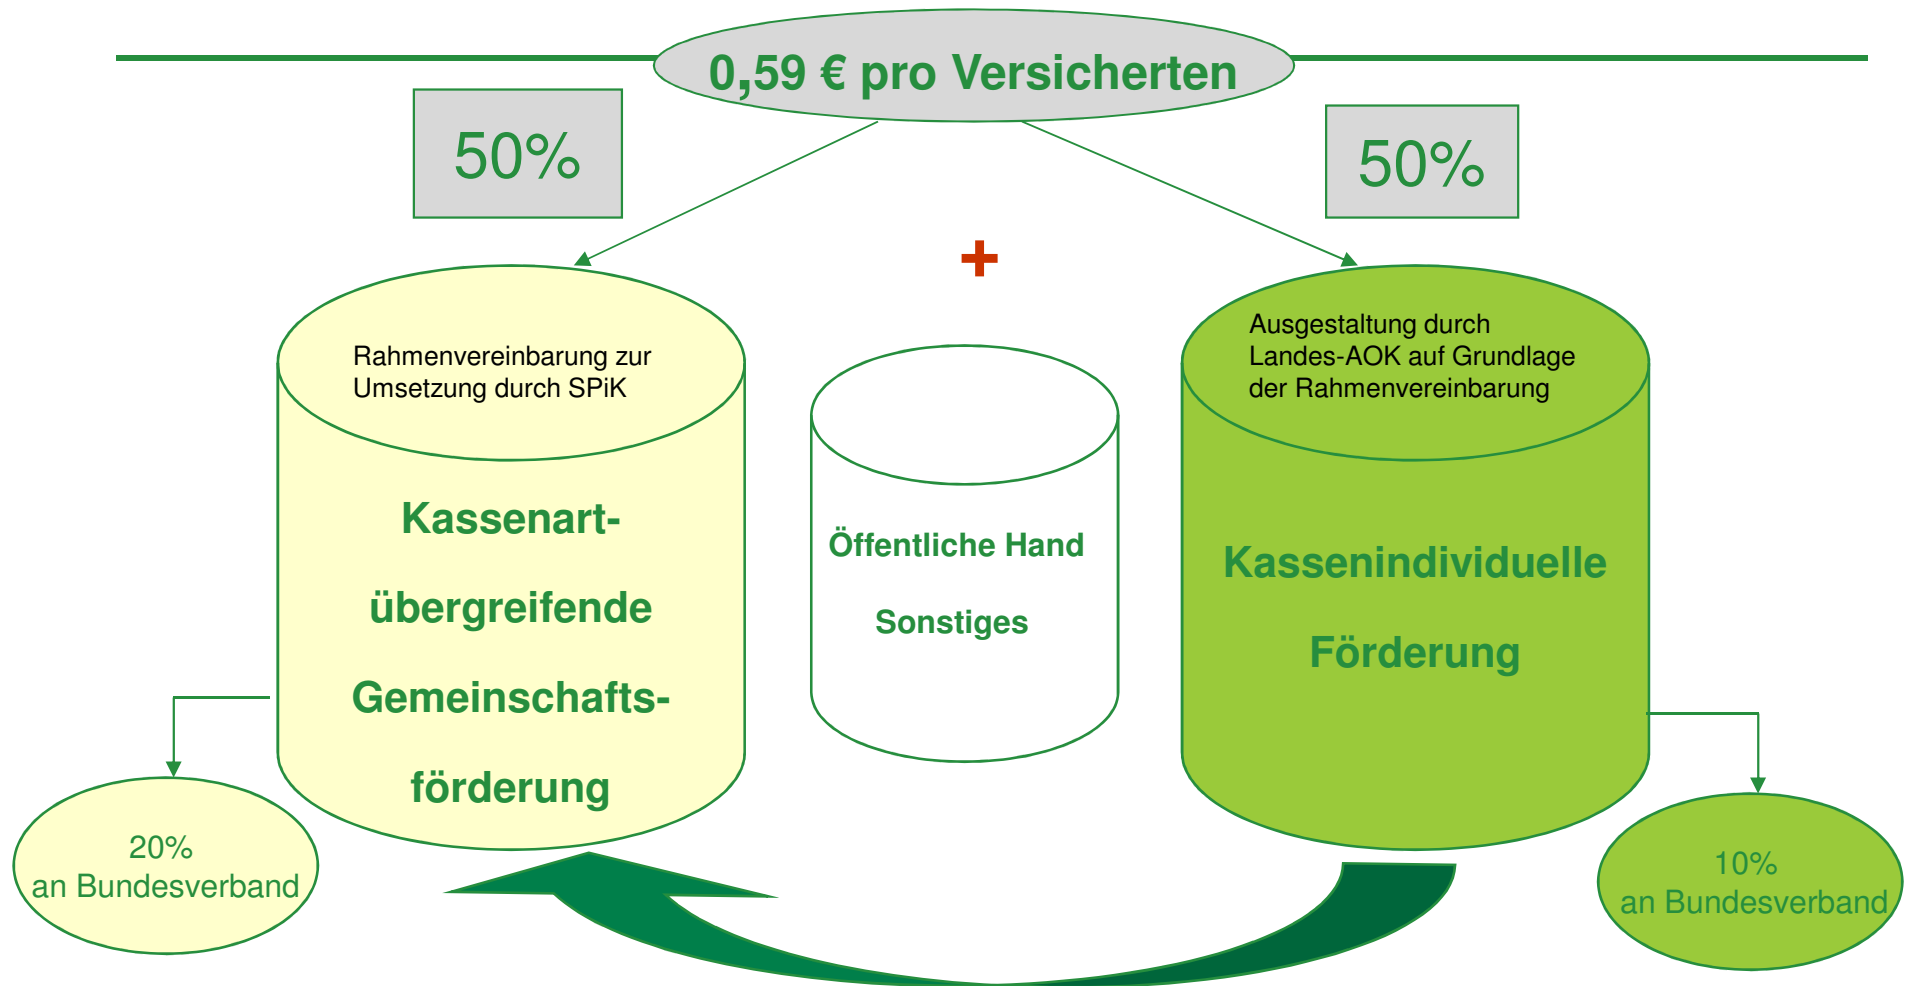 0,59 € pro Versicherten
50%
50%
+
Rahmenvereinbarung zur
Umsetzung durch SPiK
Kassenart-
übergreifende
Gemeinschafts-
förderung
Öffentliche Hand
Sonstiges
Ausgestaltung durch
Landes-AOK auf Grundlage
der Rahmenvereinbarung
Kassenindividuelle
Förderung
20%
an Bundesverband
10%
an Bundesverband